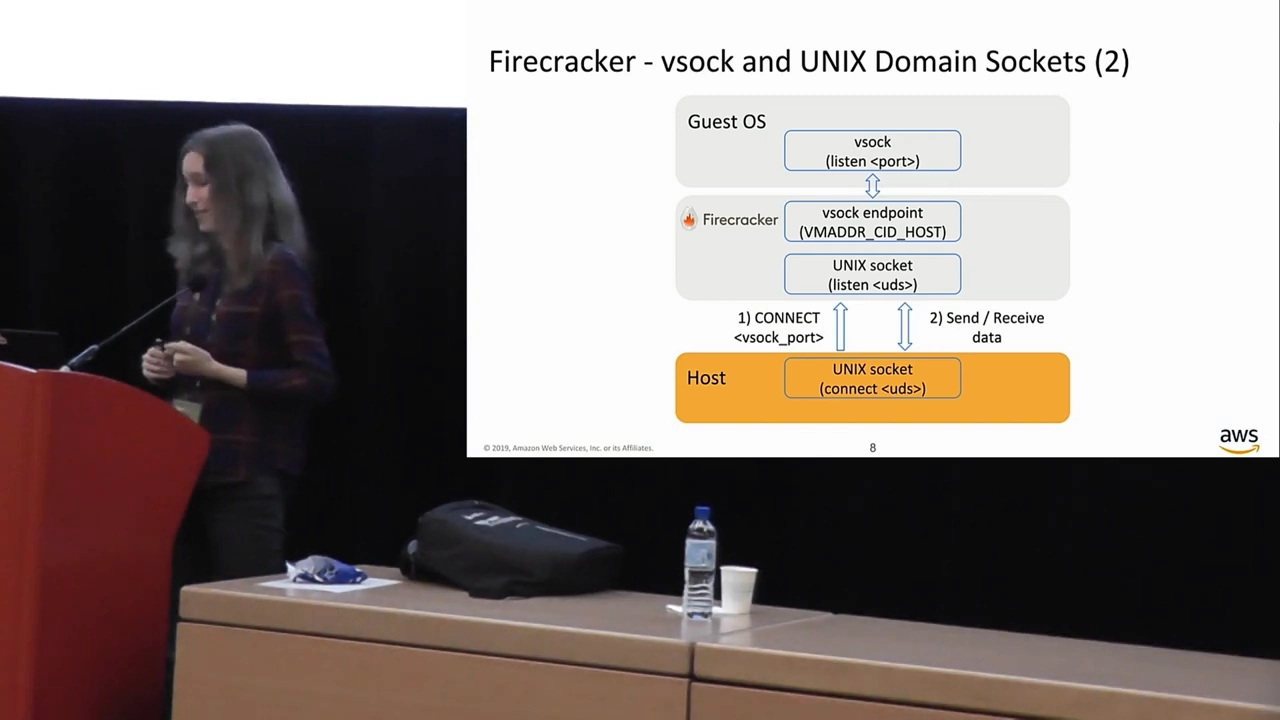 Firecracker - vsock and UNIX Domain Sockets (2)
Guest OS
vsock
(listen <port>)
Firecracker
vsock endpoint
(VMADDR_CID_HOST)
UNIX socket
(listen <uds>)
1) CONNECT
<vsock_port>
2) Send / Receive
data
Host
UNIX socket
(connect <uds>)
© 2019, Amazon Web Services, Inc. or its Affiliates.
8
aws